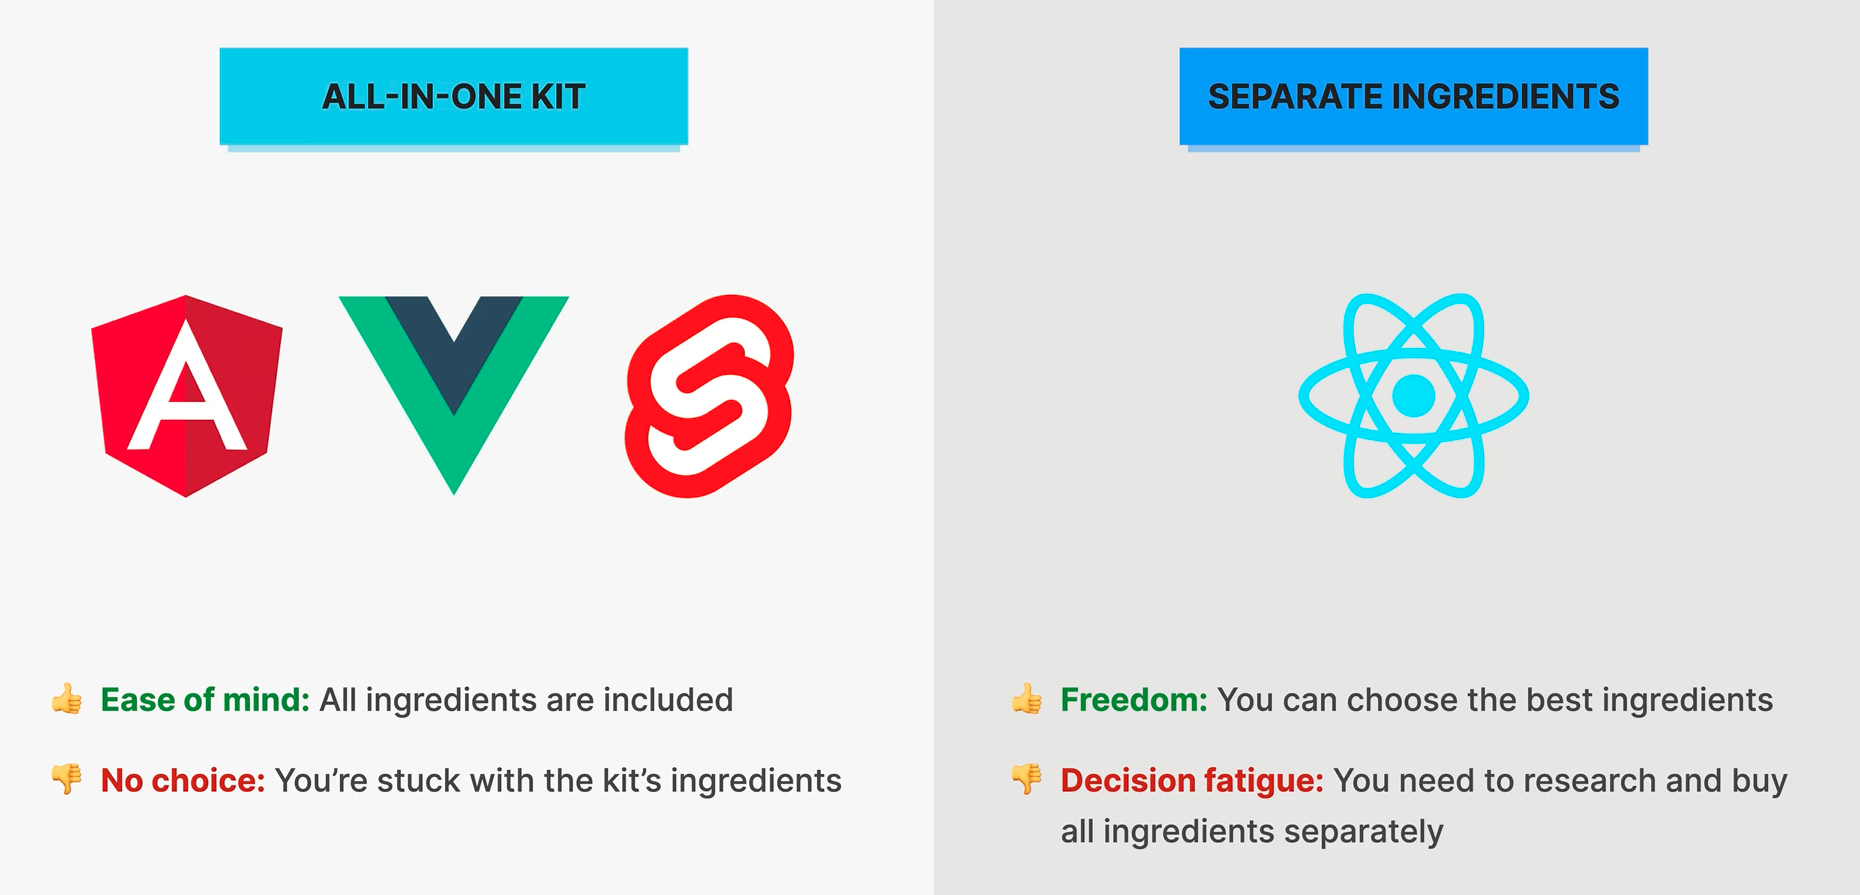 ALL-IN-ONE KIT
👍 Ease of mind: All ingredients are included
👎 No choice: You’re stuck with the kit’s ingredients
SEPARATE INGREDIENTS
👍 Freedom: You can choose the best ingredients
👎 Decision fatigue: You need to research and buy
all ingredients separately